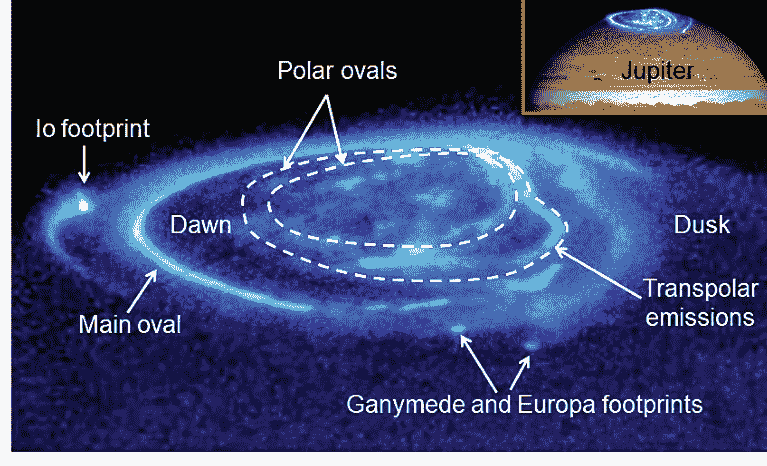 Jupiter
Polar ovals
Io footprint
Dawn
Dusk
Transpolar
emissions
Main oval
Ganymede and Europa footprints